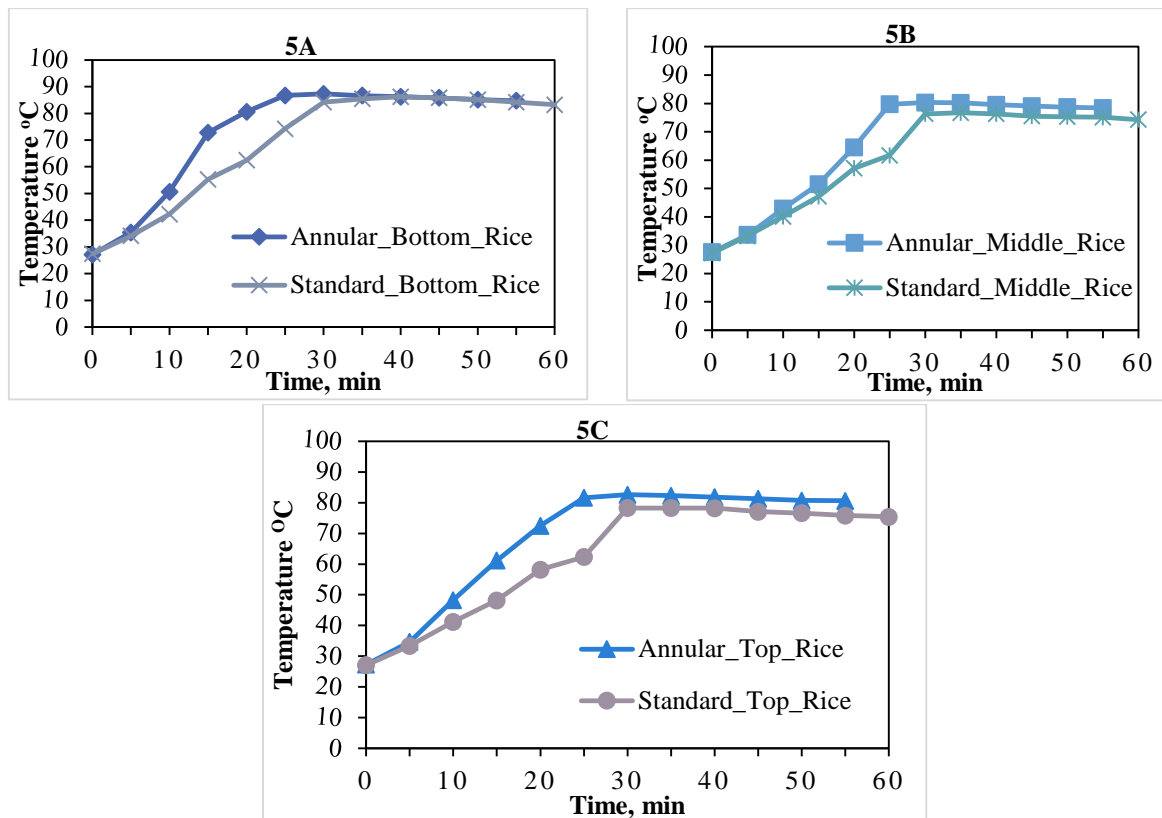 5A
Temperature ⁰C
100
90
80
70
60
50
40
30
20
10
0
Annular_Bottom_Rice
Standard_Bottom_Rice
0 10 20 30 40 50 60
Time, min
5B
Temperature ⁰C
100
90
80
70
60
50
40
30
20
10
0
Annular_Middle_Rice
Standard_Middle_Rice
0 10 20 30 40 50 60
Time, min
5C
Temperature ⁰C
100
90
80
70
60
50
40
30
20
10
0
Annular_Top_Rice
Standard_Top_Rice
0 10 20 30 40 50 60
Time, min